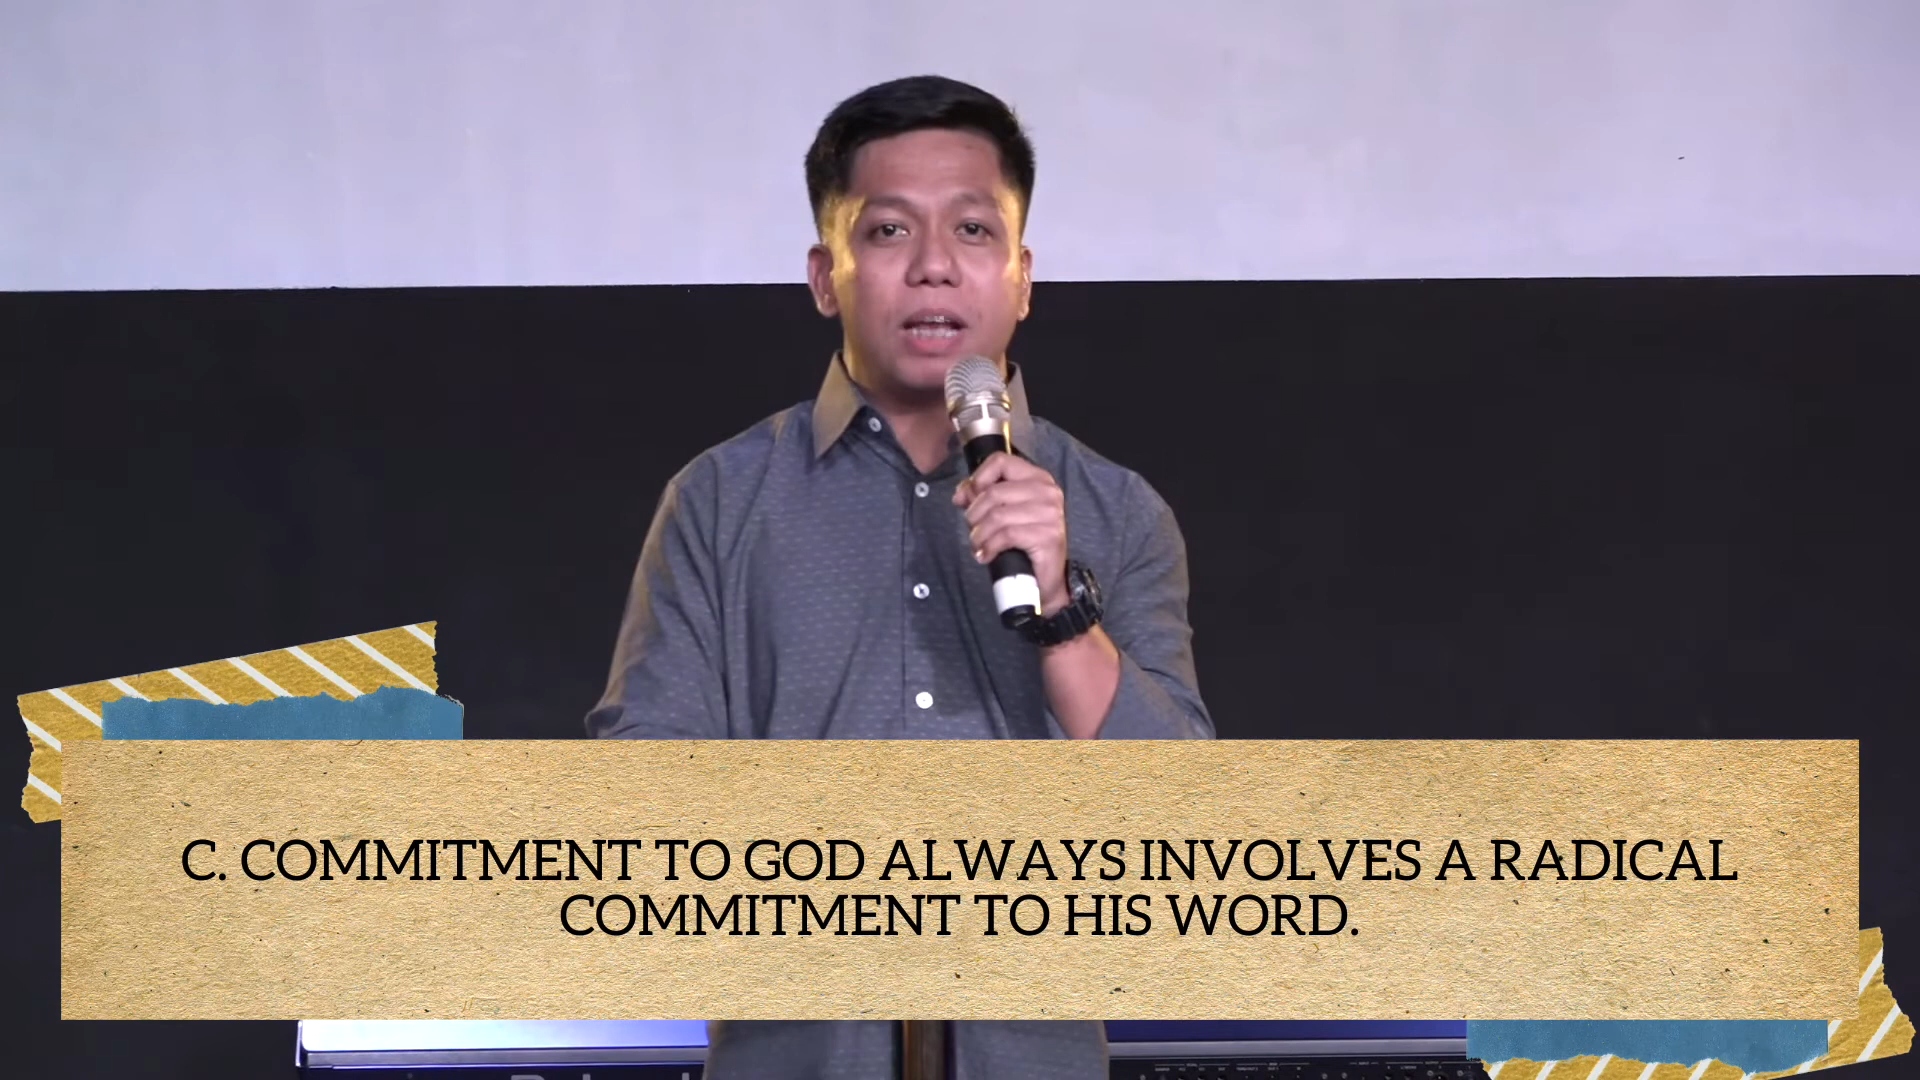 C. COMMITMENT TO GOD ALWAYS INVOLVES A RADICAL
COMMITMENT TO HIS WORD.